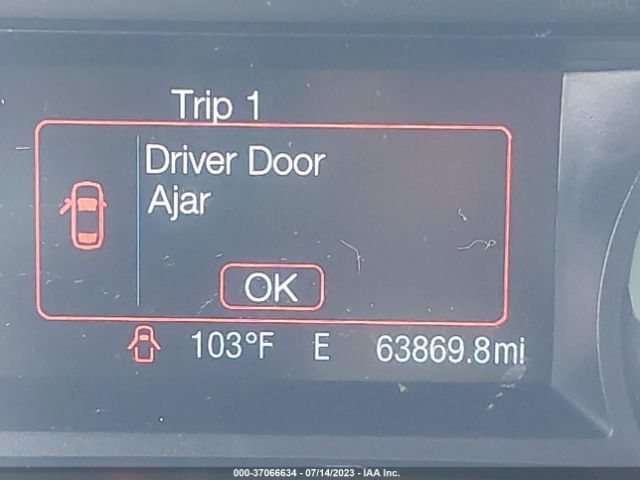 Trip 1
Driver Door
Ajar
OK
103°F E 63869.8mi
000-37066634 - 07/14/2023 - IAA Inc.